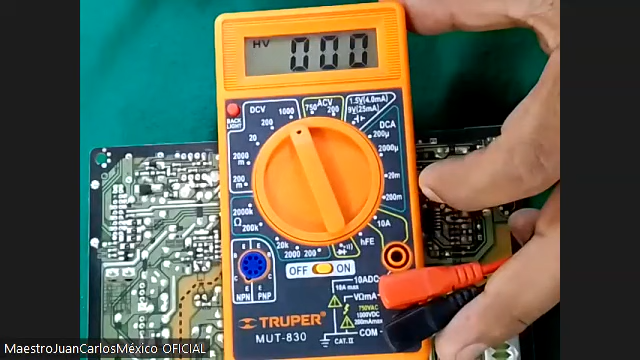 HV 000
DCV 1000 750 ACV 200 1.5V(4.0mA)
9V(25mA)
BACK
LIGHT
200
20
2000
m
200
m
DCA
200µ
2000µ
20m
200m
2000k
Ω
200k
20k
2000 200
hFE
10A
OFF ON
E E
B
C
E
NPN PNP
10ADC
10A max
VΩmA
750VAC
1000VDC
200mAmax
COM
CAT.II
TRUPER
MUT-830
MaestroJuanCarlosMéxico OFICIAL